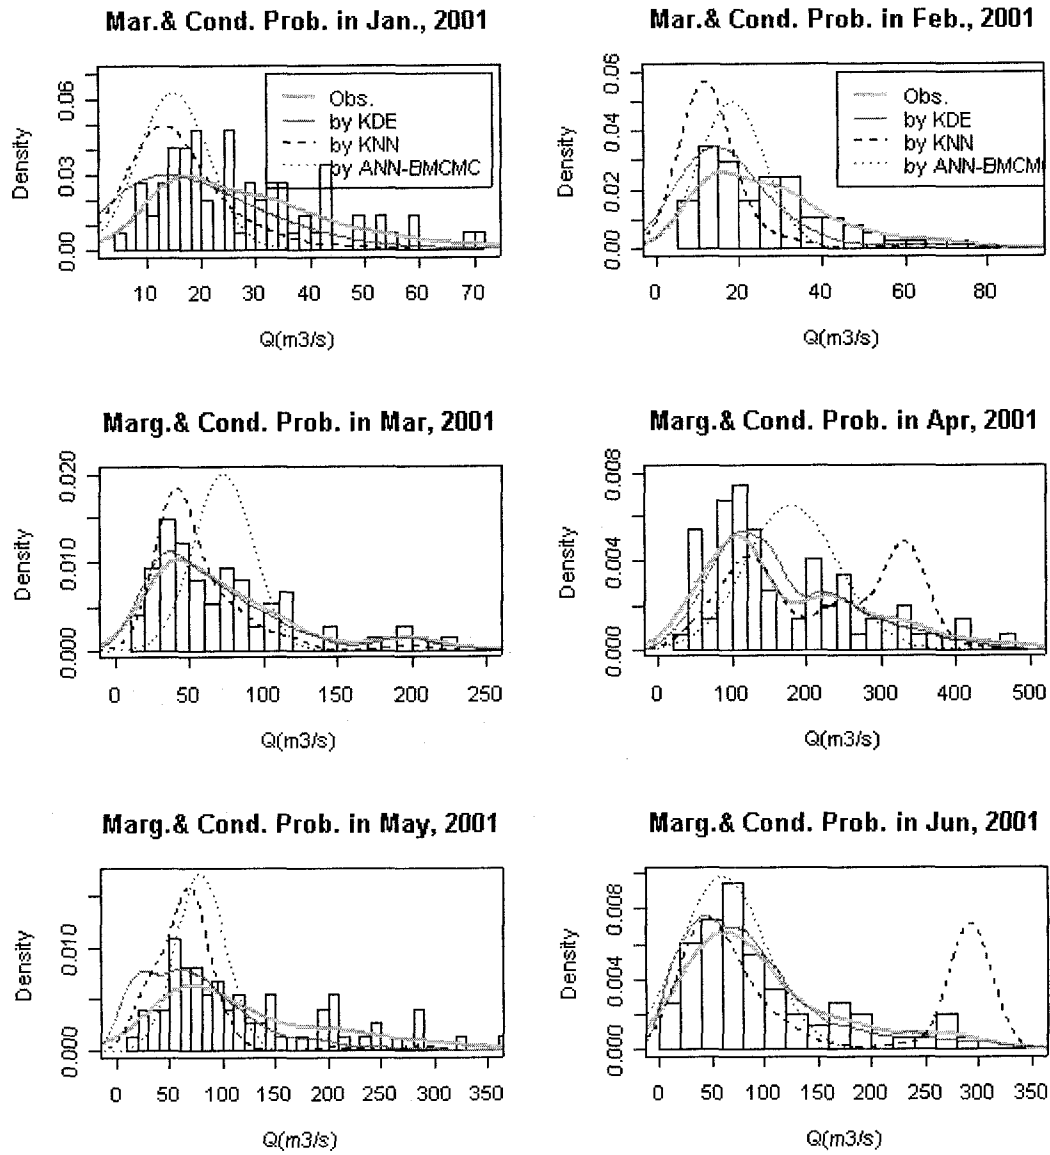 Mar.& Cond. Prob. in Jan., 2001
Density
0.00 0.03 0.06
Obs.
by KDE
by KNN
by ANN-BMCMC
10 20 30 40 50 60 70
Q(m3/s)
Mar.& Cond. Prob. in Feb., 2001
Density
0.00 0.02 0.04 0.06
Obs.
by KDE
by KNN
by ANN-BMCM
0 20 40 60 80
Q(m3/s)
Marg.& Cond. Prob. in Mar, 2001
Density
0.000 0.010 0.020
0 50 100 150 200 250
Q(m3/s)
Marg.& Cond. Prob. in Apr, 2001
Density
0.000 0.004 0.008
0 100 200 300 400 500
Q(m3/s)
Marg.& Cond. Prob. in May, 2001
Density
0.000 0.010
0 50 100 150 200 250 300 350
Q(m3/s)
Marg.& Cond. Prob. in Jun, 2001
Density
0.000 0.004 0.008
0 50 100 150 200 250 300 350
Q(m3/s)